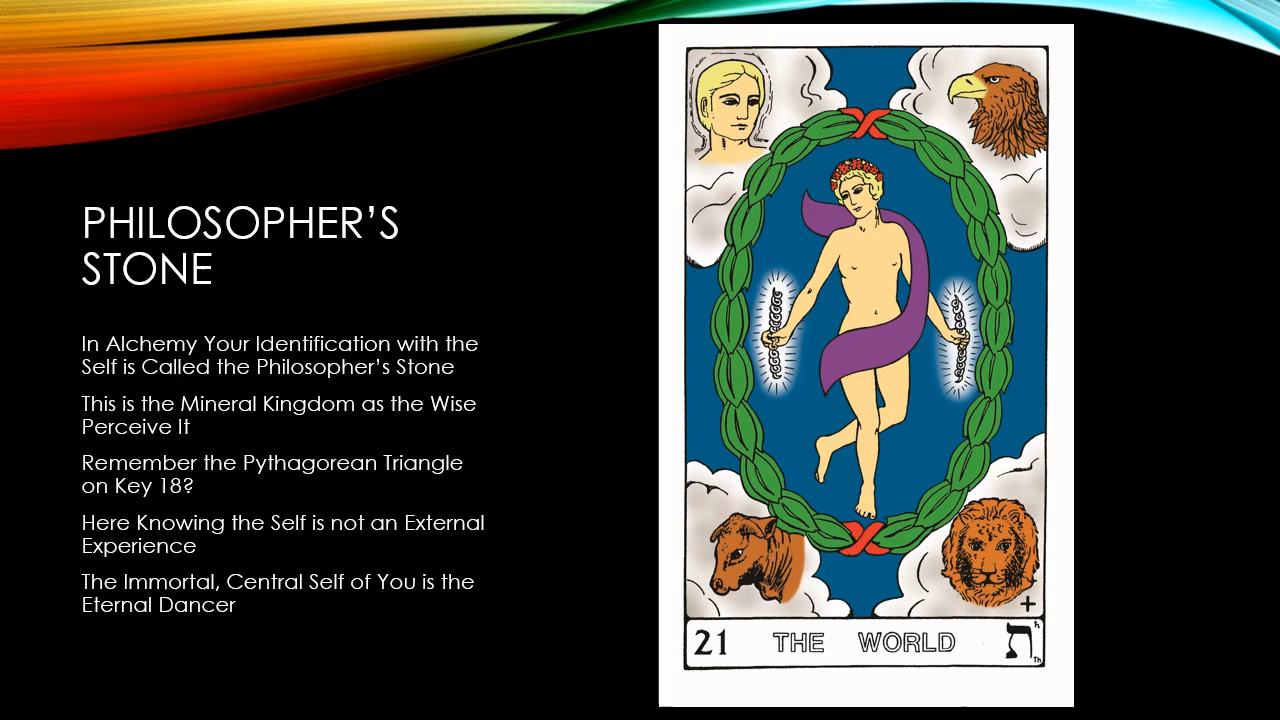 PHILOSOPHER’S
STONE
In Alchemy Your Identification with the
Self is Called the Philosopher’s Stone
This is the Mineral Kingdom as the Wise
Perceive It
Remember the Pythagorean Triangle
on Key 18?
Here Knowing the Self is not an External
Experience
The Immortal, Central Self of You is the
Eternal Dancer
21 THE WORLD ת
♄
Th